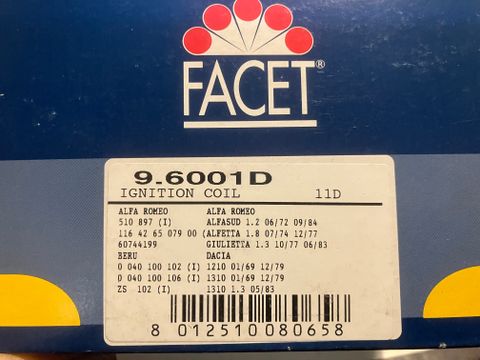 FACET®
9.6001D
IGNITION COIL 11D
ALFA ROMEO ALFA ROMEO
510 897 (I) ALFASUD 1.2 06/72 09/84
116 42 65 079 00 (ALFETTA 1.8 07/74 12/77
60744199 GIULIETTA 1.3 10/77 06/83
BERU DACIA
0 040 100 102 (I) 1210 01/69 12/79
0 040 100 106 (I) 1310 01/69 12/79
ZS 102 (I) 1310 1.3 05/83
8 012510 080658